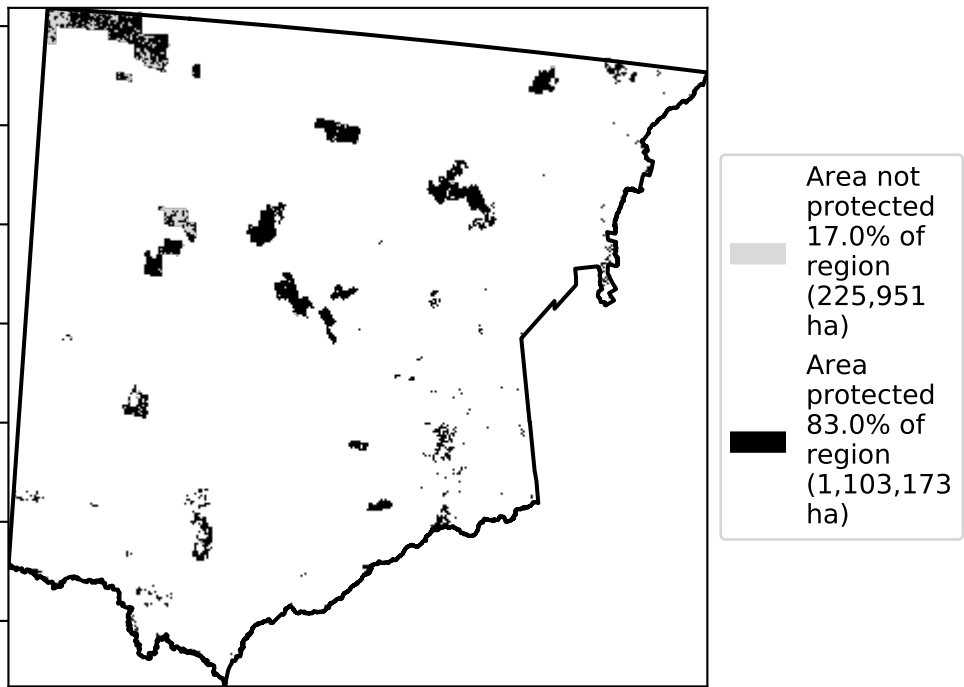 Area not
protected
17.0% of
region
(225,951
ha)
Area
protected
83.0% of
region
(1,103,173
ha)